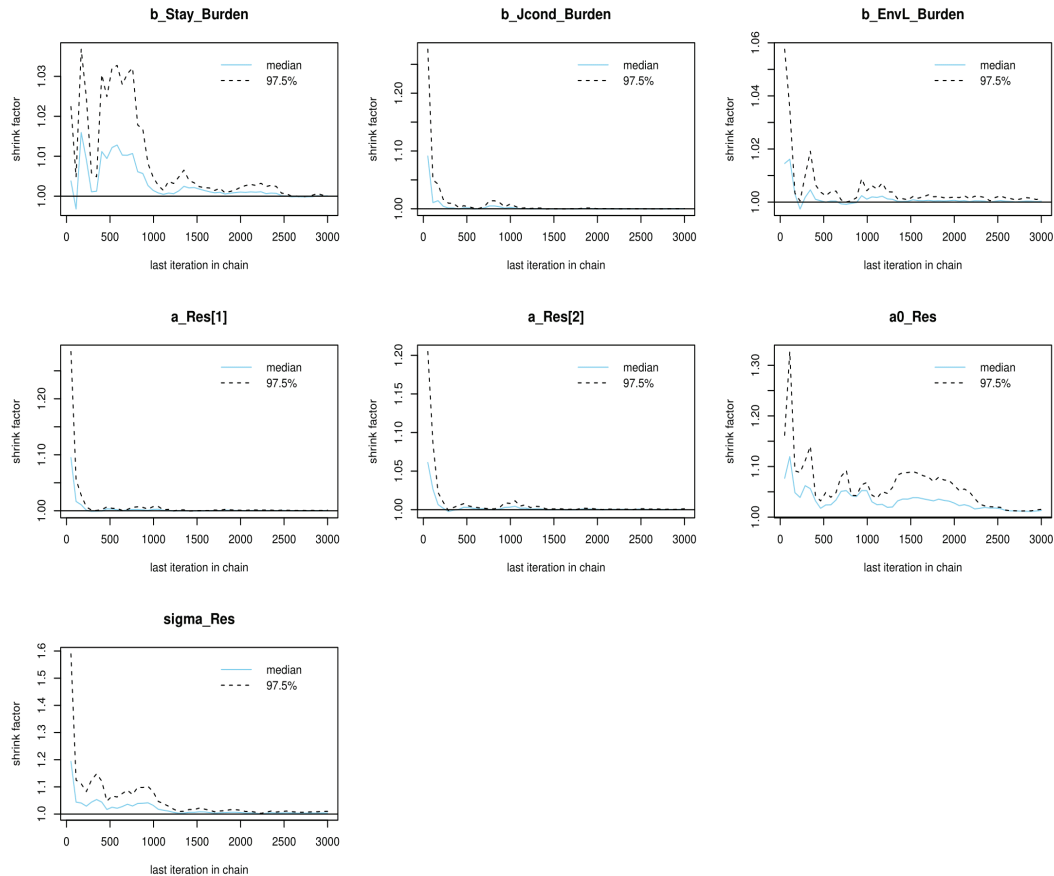 b_Stay_Burden
b_Jcond_Burden
b_EnvL_Burden
shrink factor
1.00 1.01 1.02 1.03
median
97.5%
0 500 1000 1500 2000 2500 3000
last iteration in chain
shrink factor
1.00 1.10 1.20
median
97.5%
0 500 1000 1500 2000 2500 3000
last iteration in chain
shrink factor
1.00 1.02 1.04 1.06
median
97.5%
0 500 1000 1500 2000 2500 3000
last iteration in chain
a_Res[1]
a_Res[2]
a0_Res
shrink factor
1.00 1.10 1.20
median
97.5%
0 500 1000 1500 2000 2500 3000
last iteration in chain
shrink factor
1.00 1.05 1.10 1.15 1.20
median
97.5%
0 500 1000 1500 2000 2500 3000
last iteration in chain
shrink factor
1.00 1.10 1.20 1.30
median
97.5%
0 500 1000 1500 2000 2500 3000
last iteration in chain
sigma_Res
shrink factor
1.0 1.1 1.2 1.3 1.4 1.5 1.6
median
97.5%
0 500 1000 1500 2000 2500 3000
last iteration in chain